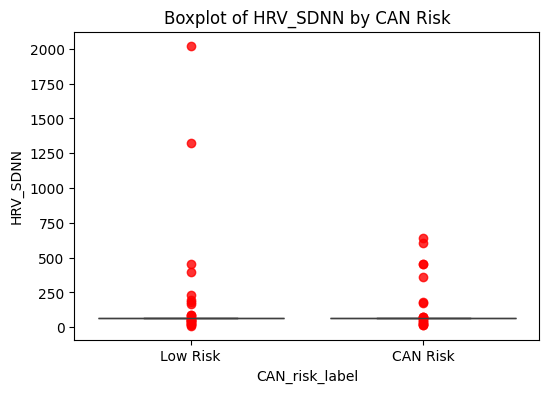 Boxplot of HRV_SDNN by CAN Risk
2000
1750
1500
1250
1000
750
500
250
0
HRV_SDNN
Low Risk
CAN Risk
CAN_risk_label